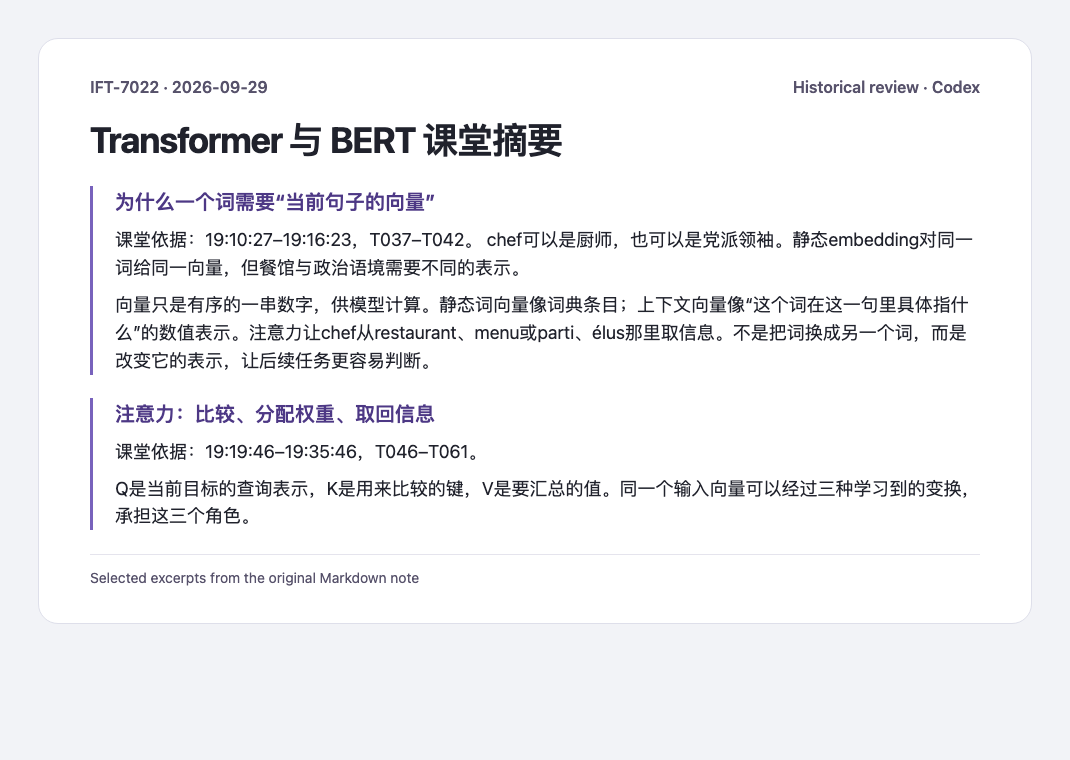 IFT-7022 · 2026-09-29
Historical review · Codex
Transformer 与 BERT 课堂摘要
为什么一个词需要“当前句子的向量”
课堂依据：19:10:27–19:16:23，T037–T042。 chef可以是厨师，也可以是党派领袖。静态embedding对同一
词给同一向量，但餐馆与政治语境需要不同的表示。
向量只是有序的一串数字，供模型计算。静态词向量像词典条目；上下文向量像“这个词在这一句里具体指什
么”的数值表示。注意力让chef从restaurant、menu或parti、élus那里取信息。不是把词换成另一个词，而是
改变它的表示，让后续任务更容易判断。
注意力：比较、分配权重、取回信息
课堂依据：19:19:46–19:35:46，T046–T061。
Q是当前目标的查询表示，K是用来比较的键，V是要汇总的值。同一个输入向量可以经过三种学习到的变换，
承担这三个角色。
Selected excerpts from the original Markdown note